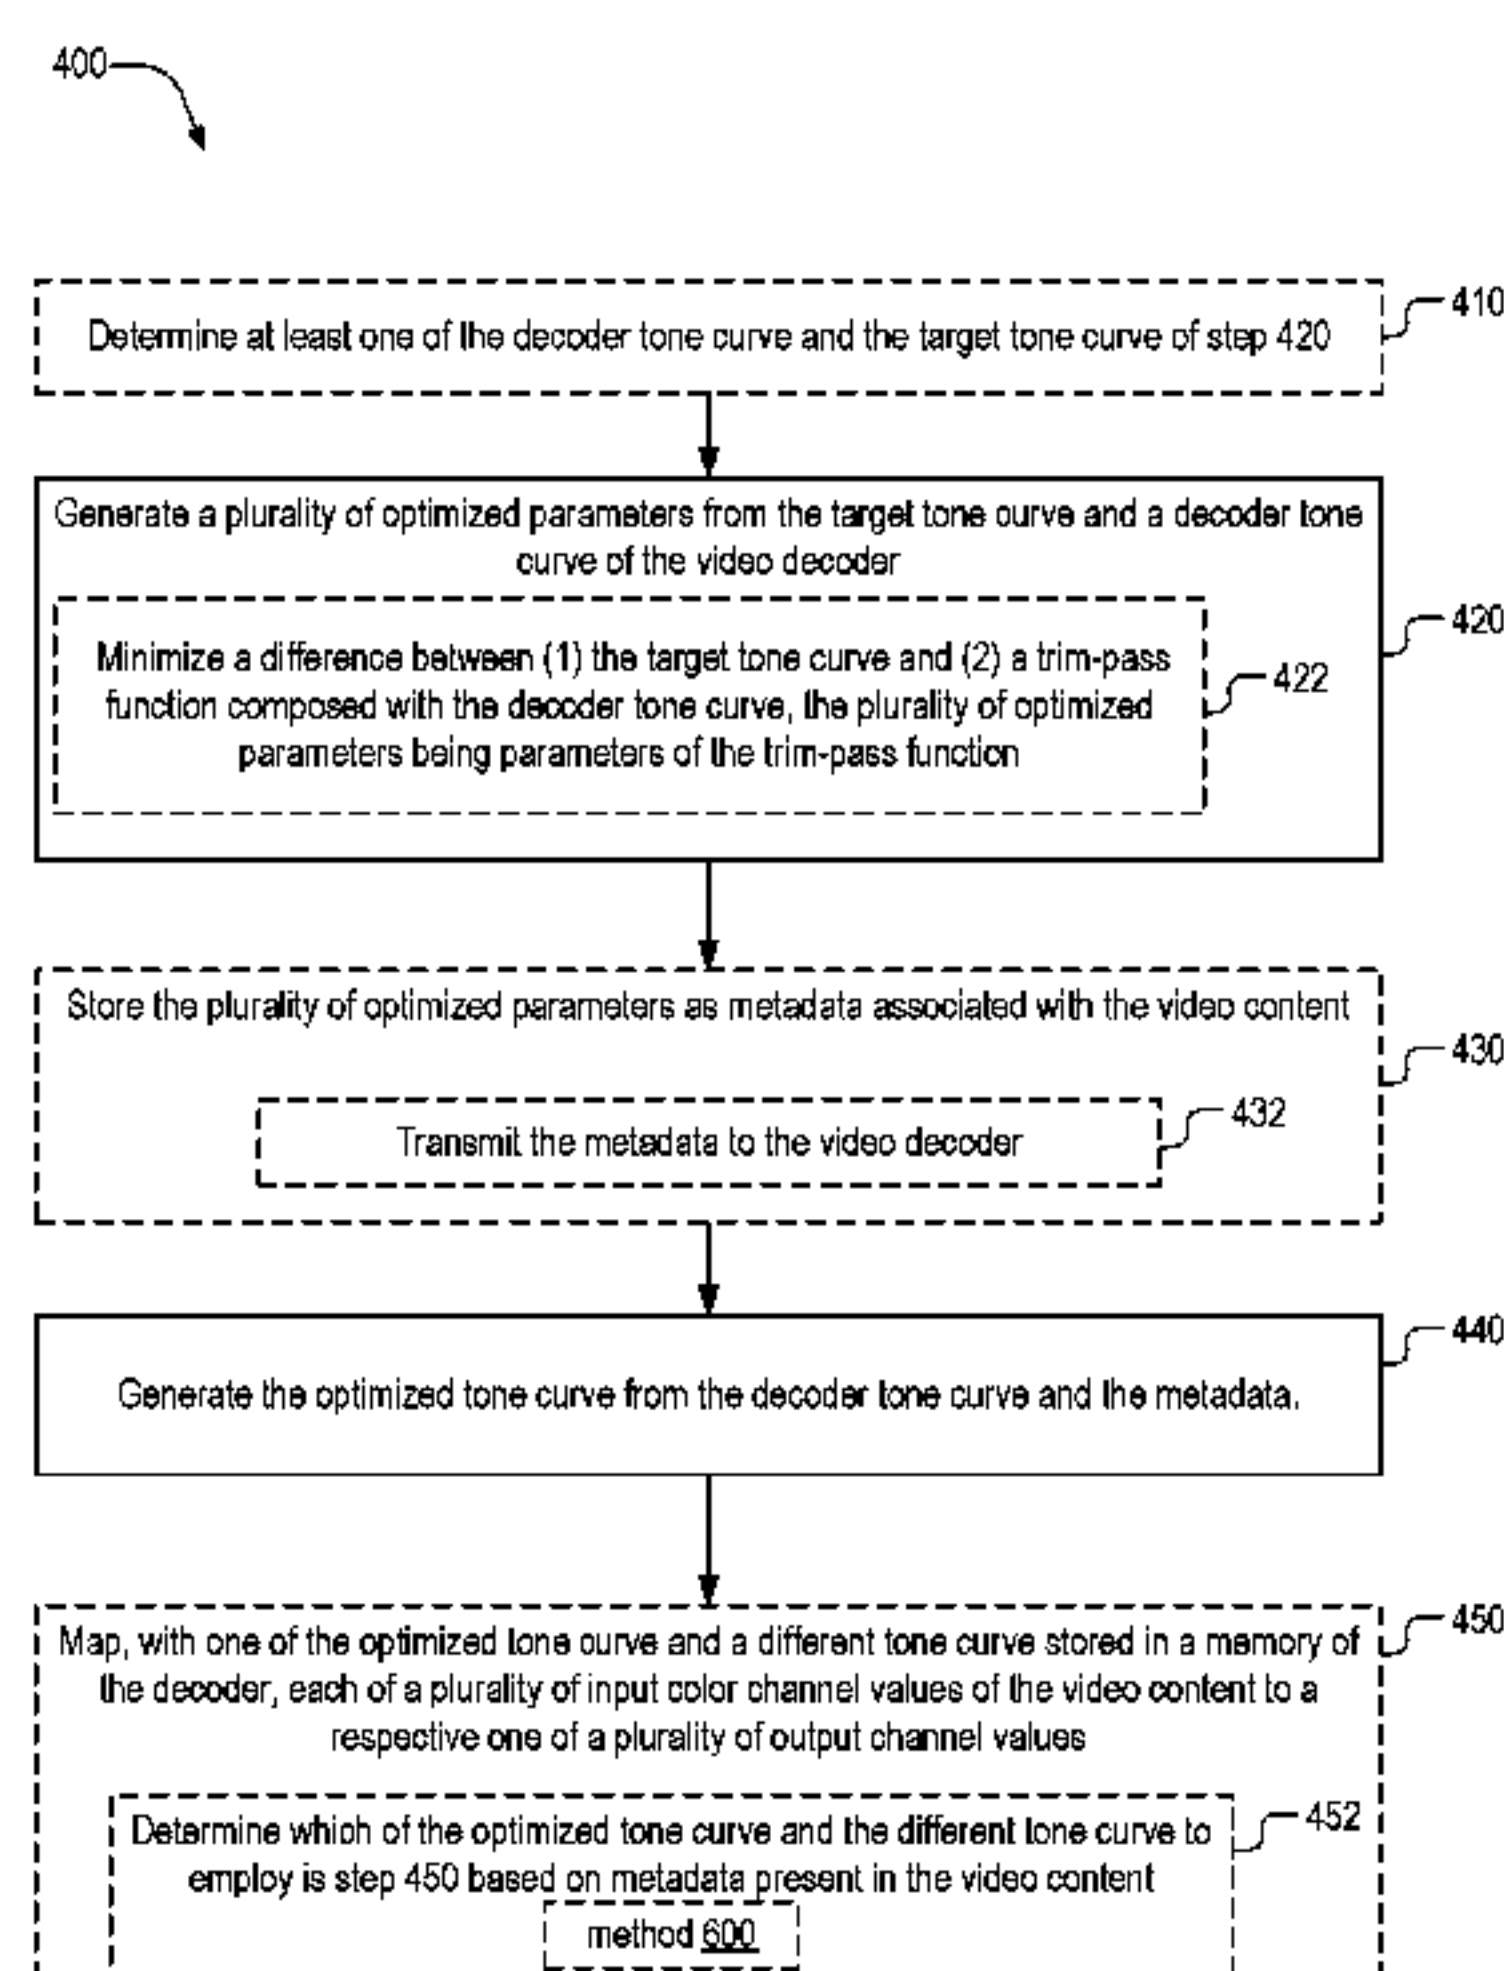 400
410
Determine at least one of the decoder tone curve and the target tone curve of step 420
Generate a plurality of optimized parameters from the target tone curve and a decoder tone
curve of the video decoder
420
Minimize a difference between (1) the target tone curve and (2) a trim-pass
function composed with the decoder tone curve, the plurality of optimized
parameters being parameters of the trim-pass function
422
Store the plurality of optimized parameters as metadata associated with the video content
430
Transmit the metadata to the video decoder
432
440
Generate the optimized tone curve from the decoder tone curve and the metadata.
450
Map, with one of the optimized tone curve and a different tone curve stored in a memory of
the decoder, each of a plurality of input color channel values of the video content to a
respective one of a plurality of output channel values
452
Determine which of the optimized tone curve and the different tone curve to
employ is step 450 based on metadata present in the video content
method 600